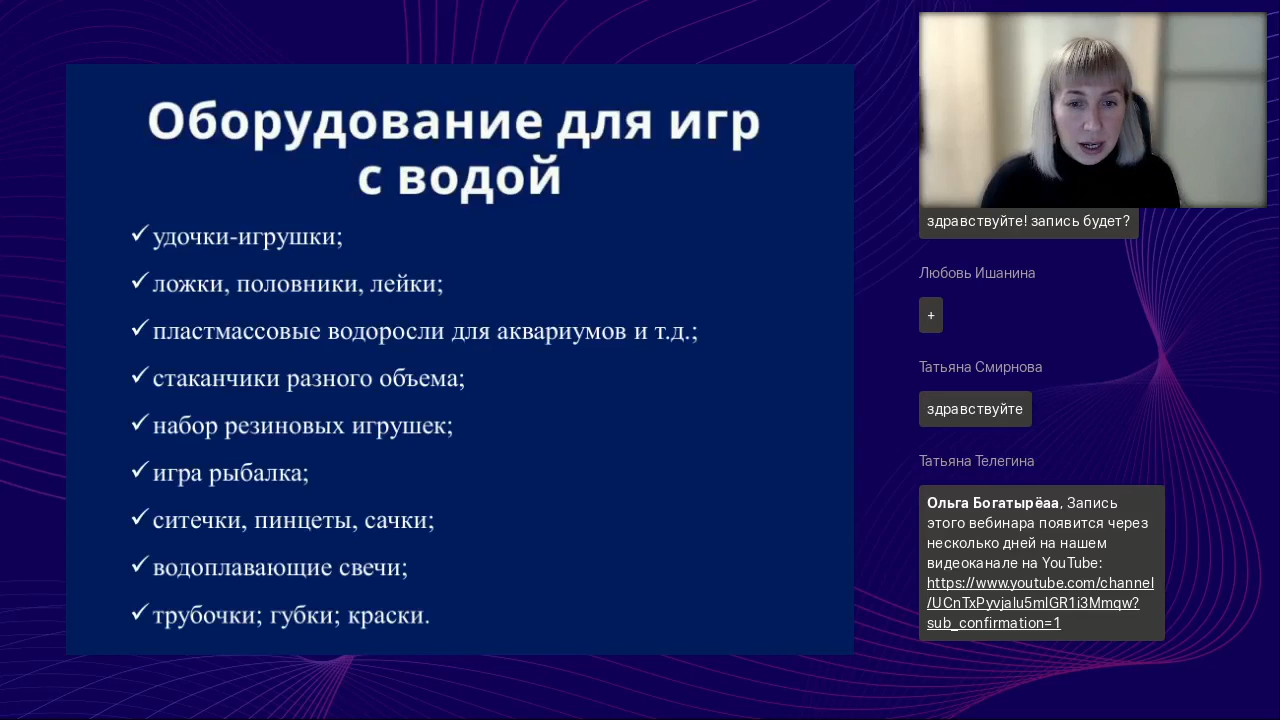 Оборудование для игр
с водой
✓ удочки-игрушки;
✓ ложки, половники, лейки;
✓ пластмассовые водоросли для аквариумов и т.д.;
✓ стаканчики разного объема;
✓ набор резиновых игрушек;
✓ игра рыбалка;
✓ ситечки, пинцеты, сачки;
✓ водоплавающие свечи;
✓ трубочки; губки; краски.
здравствуйте! запись будет?
Любовь Ишанина
+
Татьяна Смирнова
здравствуйте
Татьяна Телегина
Ольга Богатырёаа, Запись
этого вебинара появится через
несколько дней на нашем
видеоканале на YouTube:
https://www.youtube.com/channel
/UCnTxPyvjalu5mlGR1i3Mmqw?
sub_confirmation=1